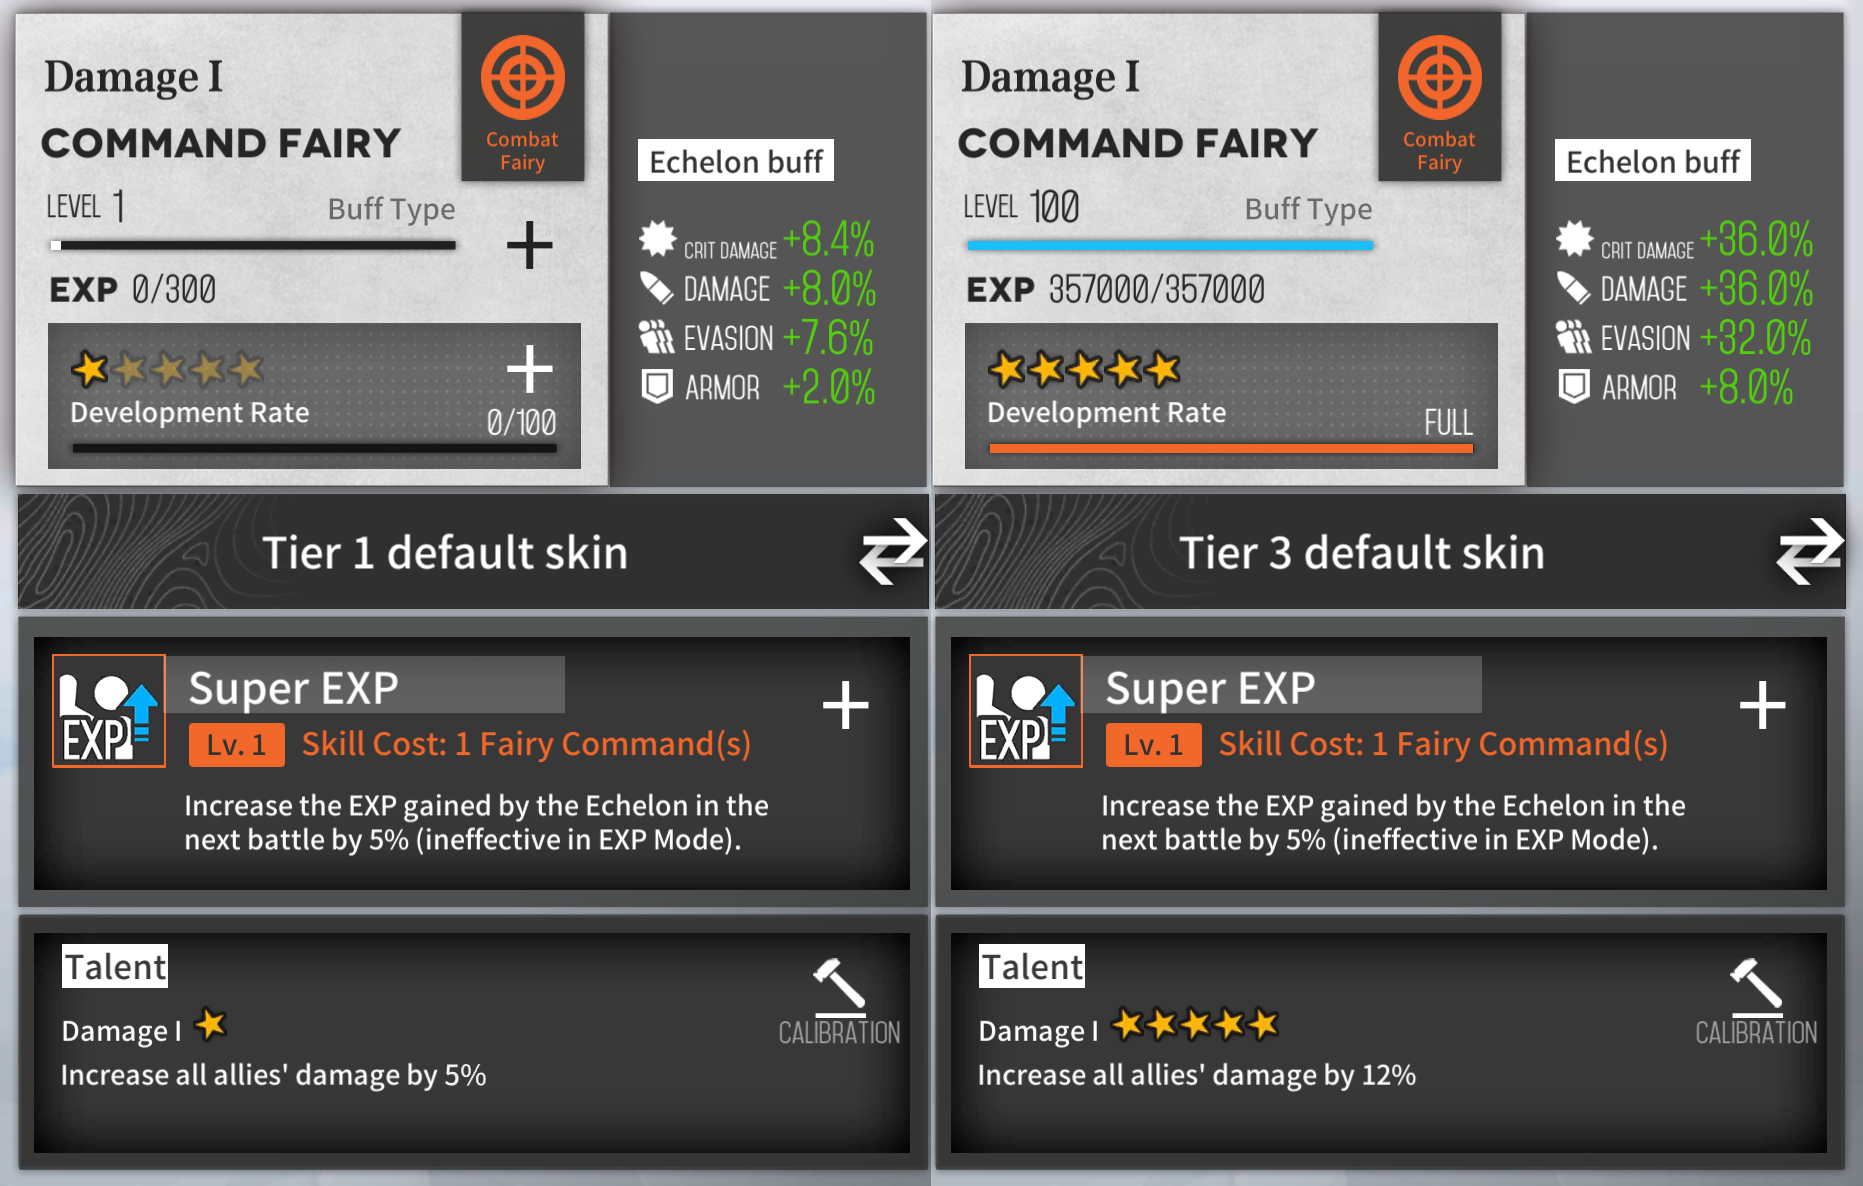 Damage I
COMMAND FAIRY
Combat
Fairy
LEVEL 1
Buff Type
EXP 0/300
Development Rate
0/100
Echelon buff
CRIT DAMAGE +8.4%
DAMAGE +8.0%
EVASION +7.6%
ARMOR +2.0%
Tier 1 default skin
EXP
Super EXP
Lv. 1 Skill Cost: 1 Fairy Command(s)
Increase the EXP gained by the Echelon in the
next battle by 5% (ineffective in EXP Mode).
Talent
Damage I
CALIBRATION
Increase all allies' damage by 5%
Damage I
COMMAND FAIRY
Combat
Fairy
LEVEL 100
Buff Type
EXP 357000/357000
Development Rate
FULL
Echelon buff
CRIT DAMAGE +36.0%
DAMAGE +36.0%
EVASION +32.0%
ARMOR +8.0%
Tier 3 default skin
EXP
Super EXP
Lv. 1 Skill Cost: 1 Fairy Command(s)
Increase the EXP gained by the Echelon in the
next battle by 5% (ineffective in EXP Mode).
Talent
Damage I
CALIBRATION
Increase all allies' damage by 12%